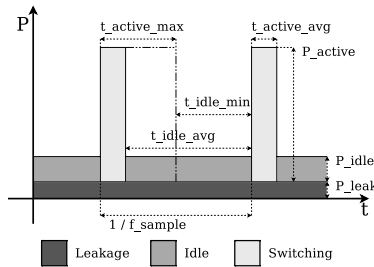 t_active_max
t_active_avg
P
P_active
t_idle_min
t_idle_avg
P_idle
P_leak
t
1 / f_sample
Leakage
Idle
Switching